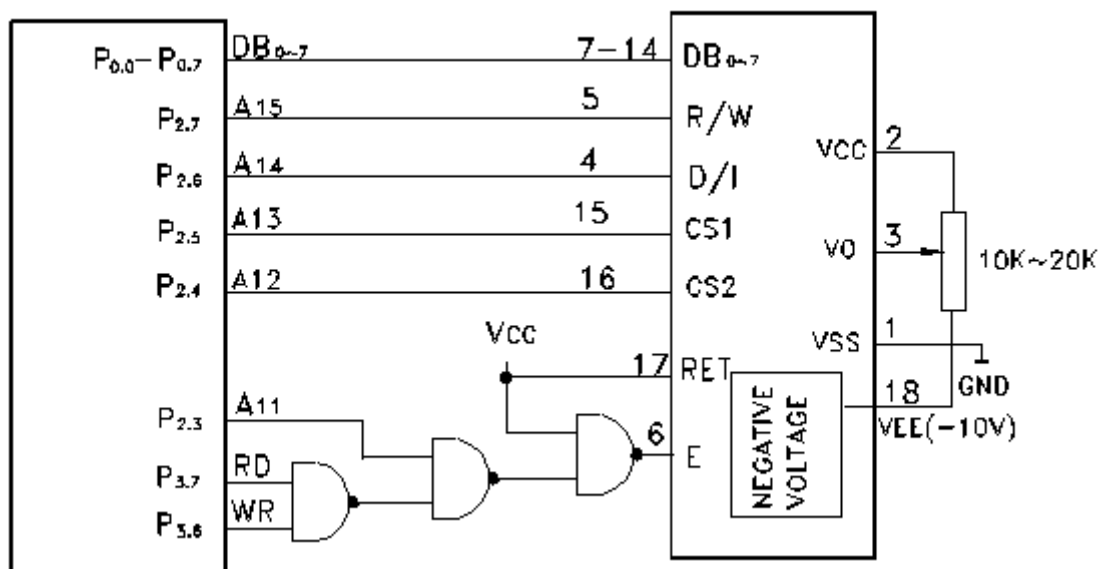 P0.0-P0.7 DB0~7 7-14 DB0~7
P2.7 A15 5 R/W
P2.6 A14 4 D/I
P2.5 A13 15 CS1
P2.4 A12 16 CS2
VCC 2
VO 3
10K~20K
VSS 1
GND
VCC
17 RET
18
VEE(-10V)
P2.3 A11
6 E
P3.7 RD
P3.6 WR
NEGATIVE
VOLTAGE